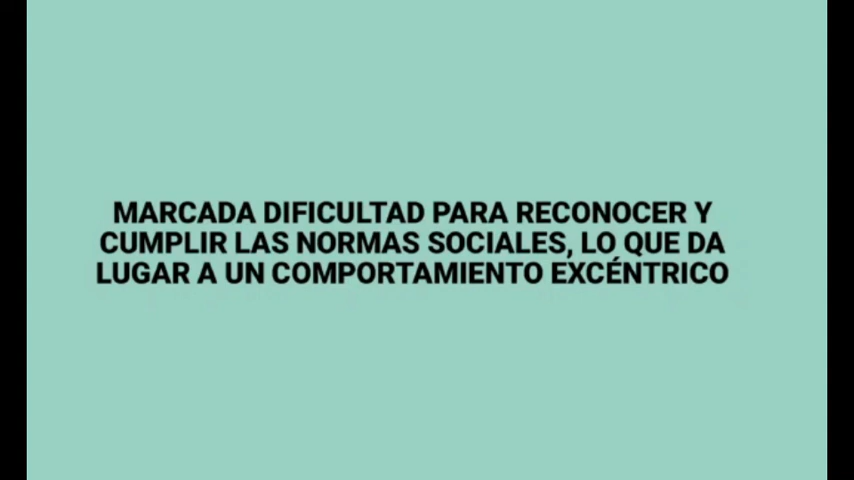 MARCADA DIFICULTAD PARA RECONOCER Y
CUMPLIR LAS NORMAS SOCIALES, LO QUE DA
LUGAR A UN COMPORTAMIENTO EXCÉNTRICO